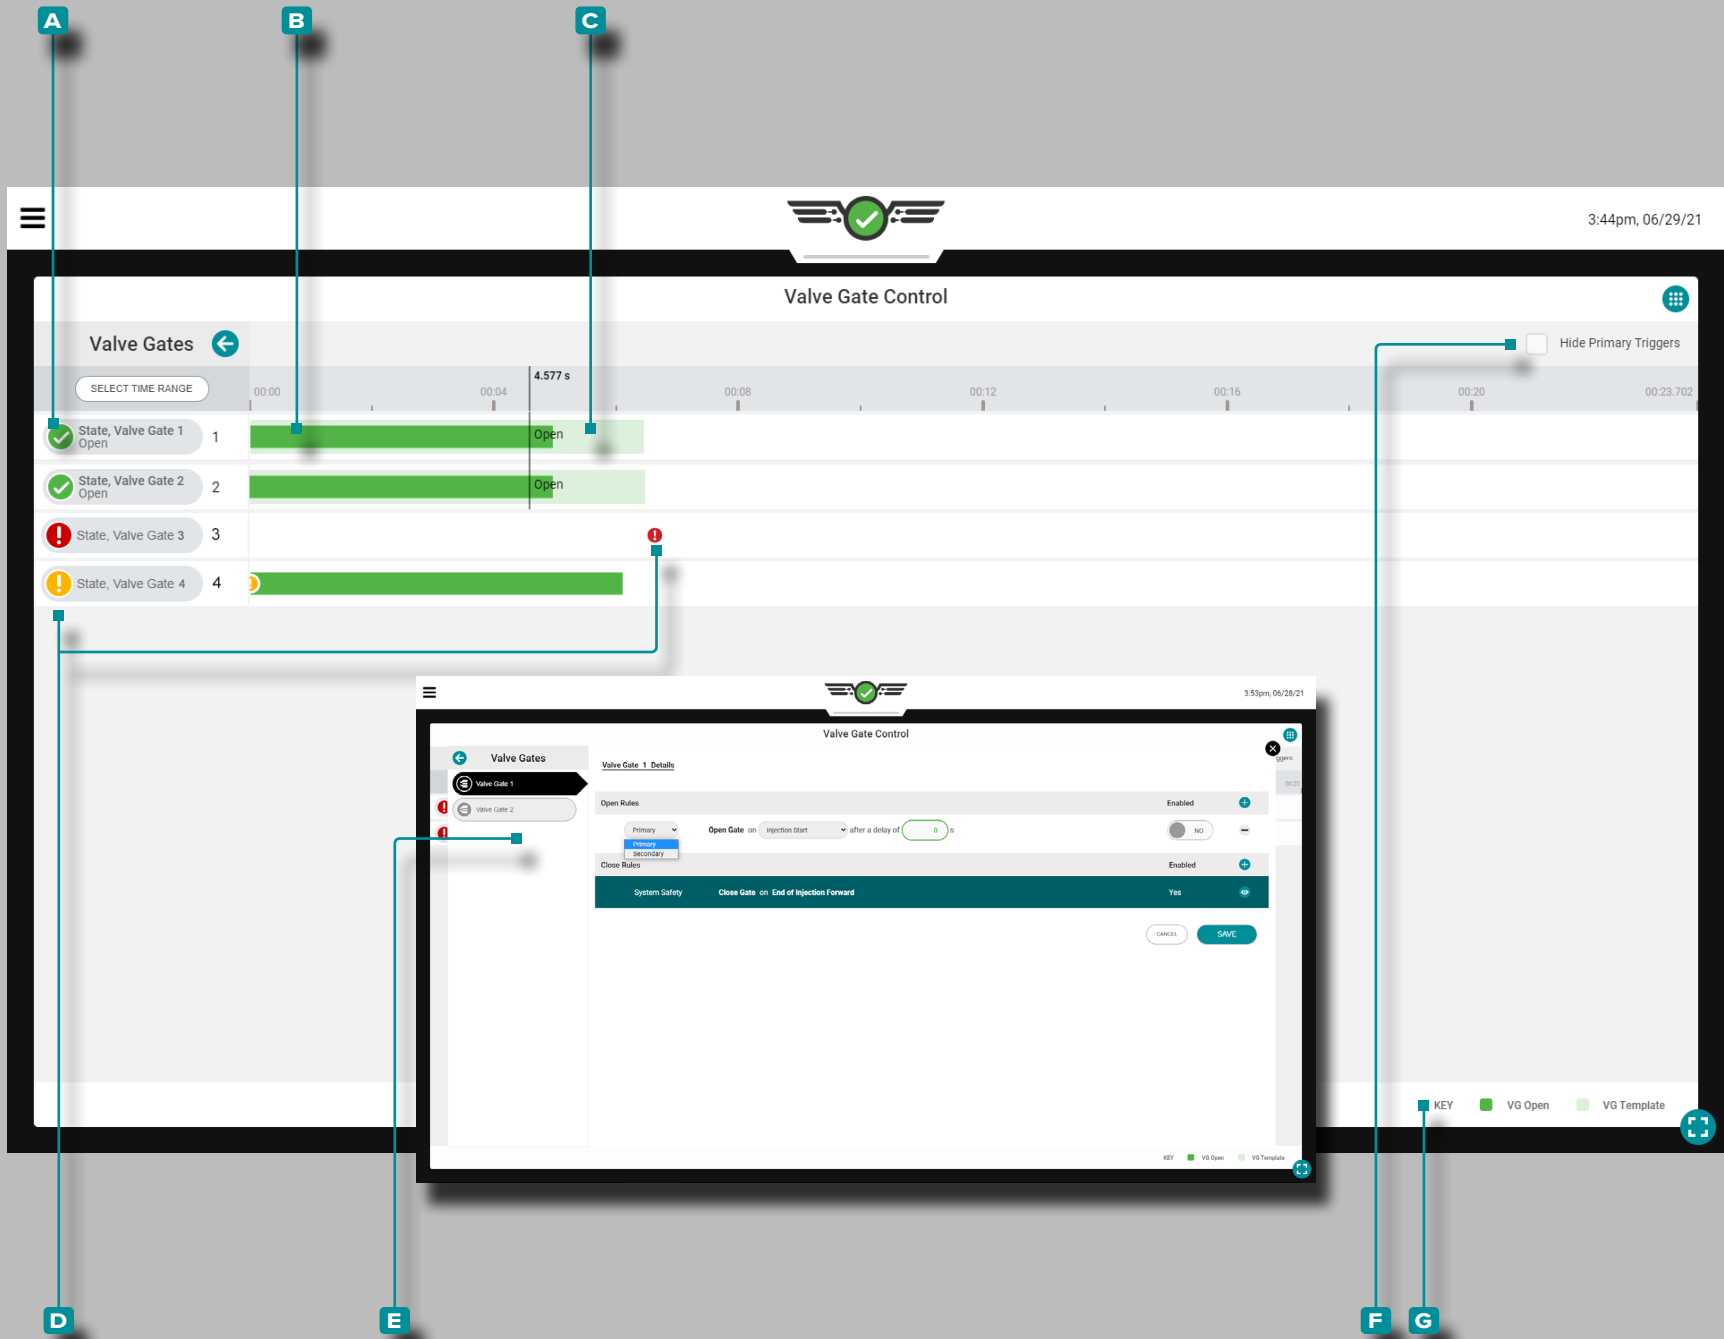 A
B
C
3:44pm, 06/29/21
Valve Gate Control
Valve Gates
Hide Primary Triggers
SELECT TIME RANGE
4.577 s
00:00
00:04
00:08
00:12
00:16
00:20
00:23.702
State, Valve Gate 1
Open
1
Open
State, Valve Gate 2
Open
2
Open
State, Valve Gate 3
3
State, Valve Gate 4
4
3:53pm, 06/28/21
Valve Gate Control
Valve Gates
Valve Gate 1 Details
ggers
Valve Gate 1
00:25
Valve Gate 2
Open Rules
Enabled
Primary
Open Gate on Injection Start after a delay of 0 s
NO
Primary
Secondary
Close Rules
Enabled
System Safety
Close Gate on End of Injection Forward
Yes
CANCEL
SAVE
KEY
VG Open
VG Template
KEY
VG Open
VG Template
D
E
F
G